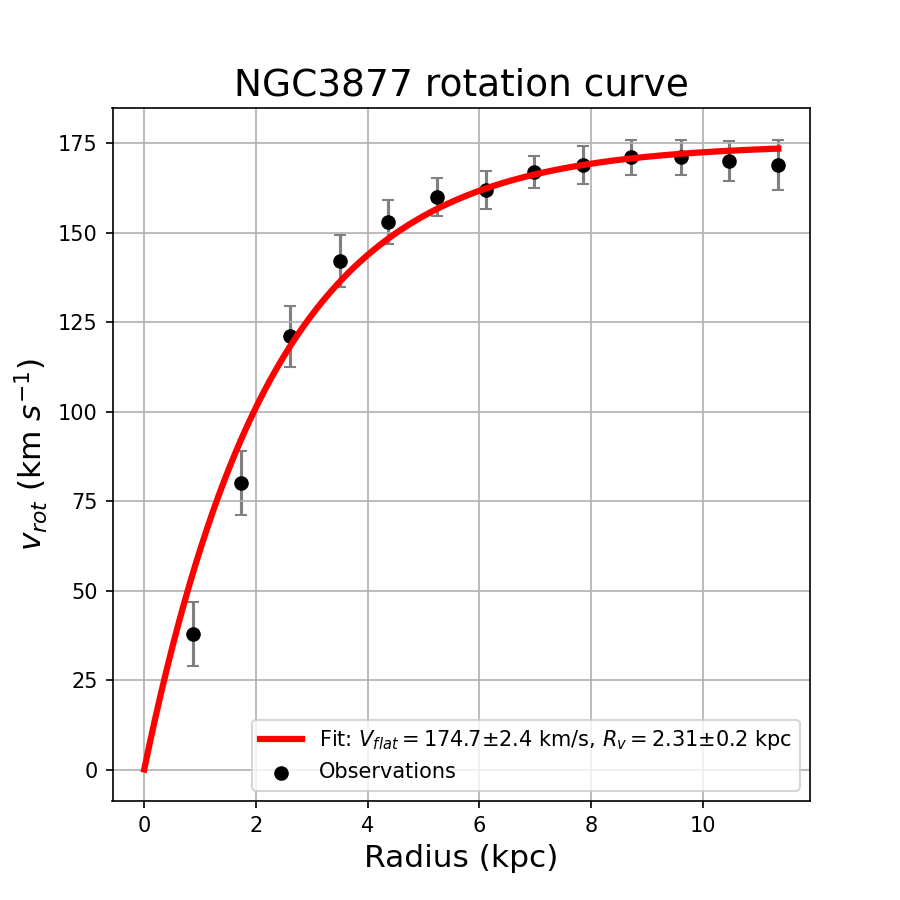 NGC3877 rotation curve
175
150
125
100
75
50
25
0
v_rot (km s⁻¹)
Fit: V_flat = 174.7±2.4 km/s, R_v = 2.31±0.2 kpc
Observations
0 2 4 6 8 10
Radius (kpc)